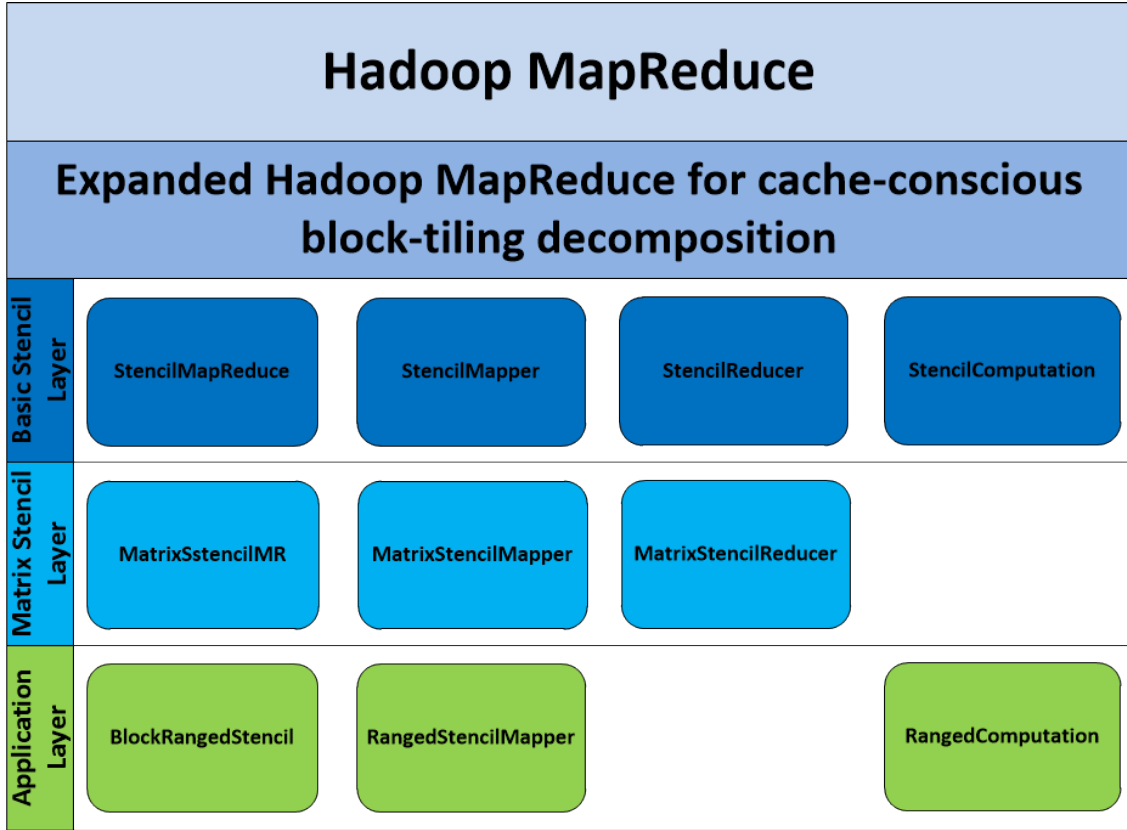 Hadoop MapReduce
Expanded Hadoop MapReduce for cache-conscious
block-tiling decomposition
Basic Stencil
Layer
StencilMapReduce
StencilMapper
StencilReducer
StencilComputation
Matrix Stencil
Layer
MatrixSstencilMR
MatrixStencilMapper
MatrixStencilReducer
Application
Layer
BlockRangedStencil
RangedStencilMapper
RangedComputation